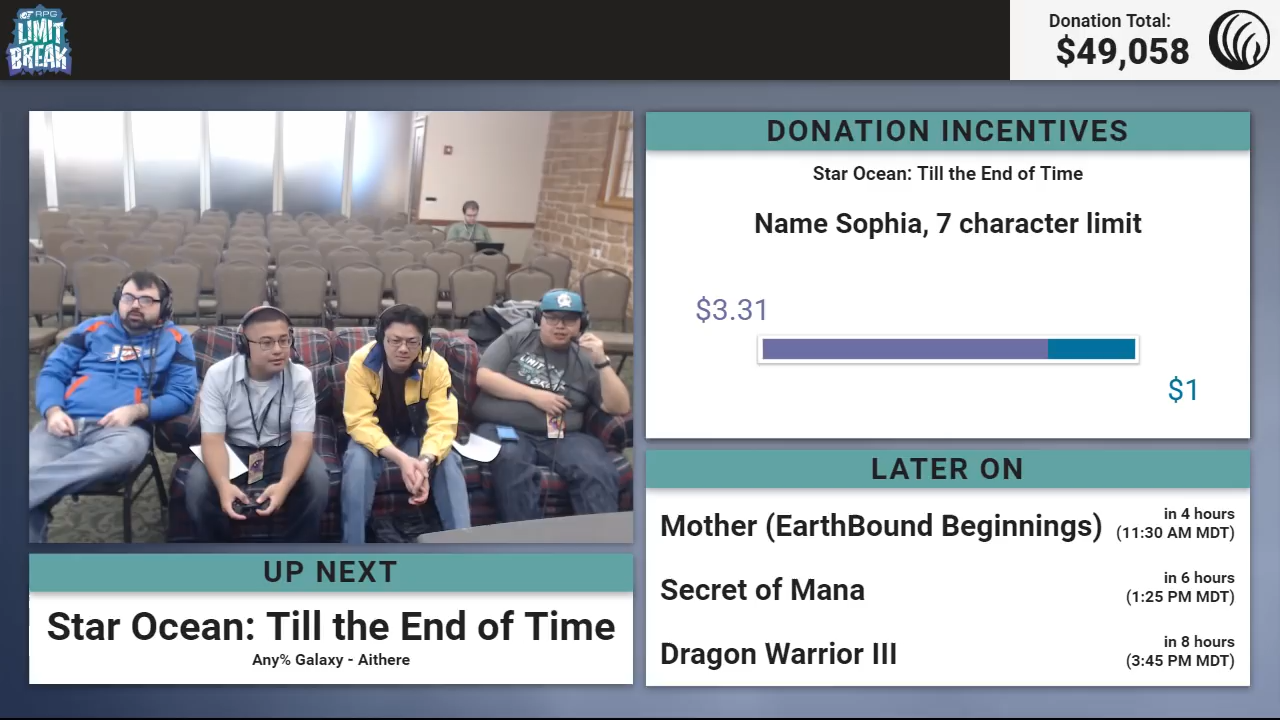 RPG
LIMIT
BREAK
Donation Total:
$49,058
DONATION INCENTIVES
Star Ocean: Till the End of Time
Name Sophia, 7 character limit
$3.31
$1
LIMIT
BREAK
UP NEXT
Star Ocean: Till the End of Time
Any% Galaxy - Aithere
LATER ON
Mother (EarthBound Beginnings)
in 4 hours
(11:30 AM MDT)
Secret of Mana
in 6 hours
(1:25 PM MDT)
Dragon Warrior III
in 8 hours
(3:45 PM MDT)